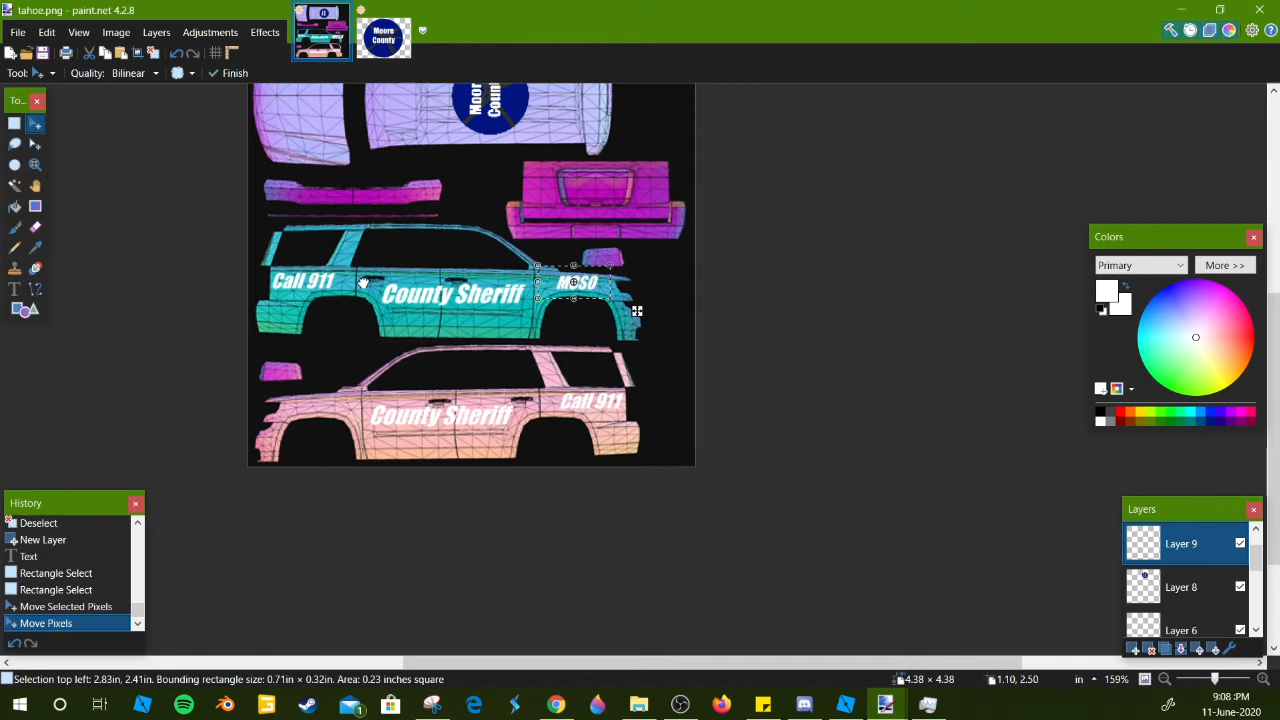 tahoe.png - paint.net 4.2.8
File Edit View Image Layers Adjustments Effects
Moore
County
Tool: Quality: Bilinear Finish
To...
Call 911
County Sheriff
MCSO
County Sheriff
Call 911
Colors
Primary
More
History
Deselect
New Layer
Text
Rectangle Select
Rectangle Select
Move Selected Pixels
Move Pixels
Layers
Layer 9
Layer 8
Layer 6
Selection top left: 2.83in, 2.41in. Bounding rectangle size: 0.71in × 0.32in. Area: 0.23 inches square
4.38 × 4.38
1.10, 2.50
in
159%
1
9:08 PM
11-June-2020